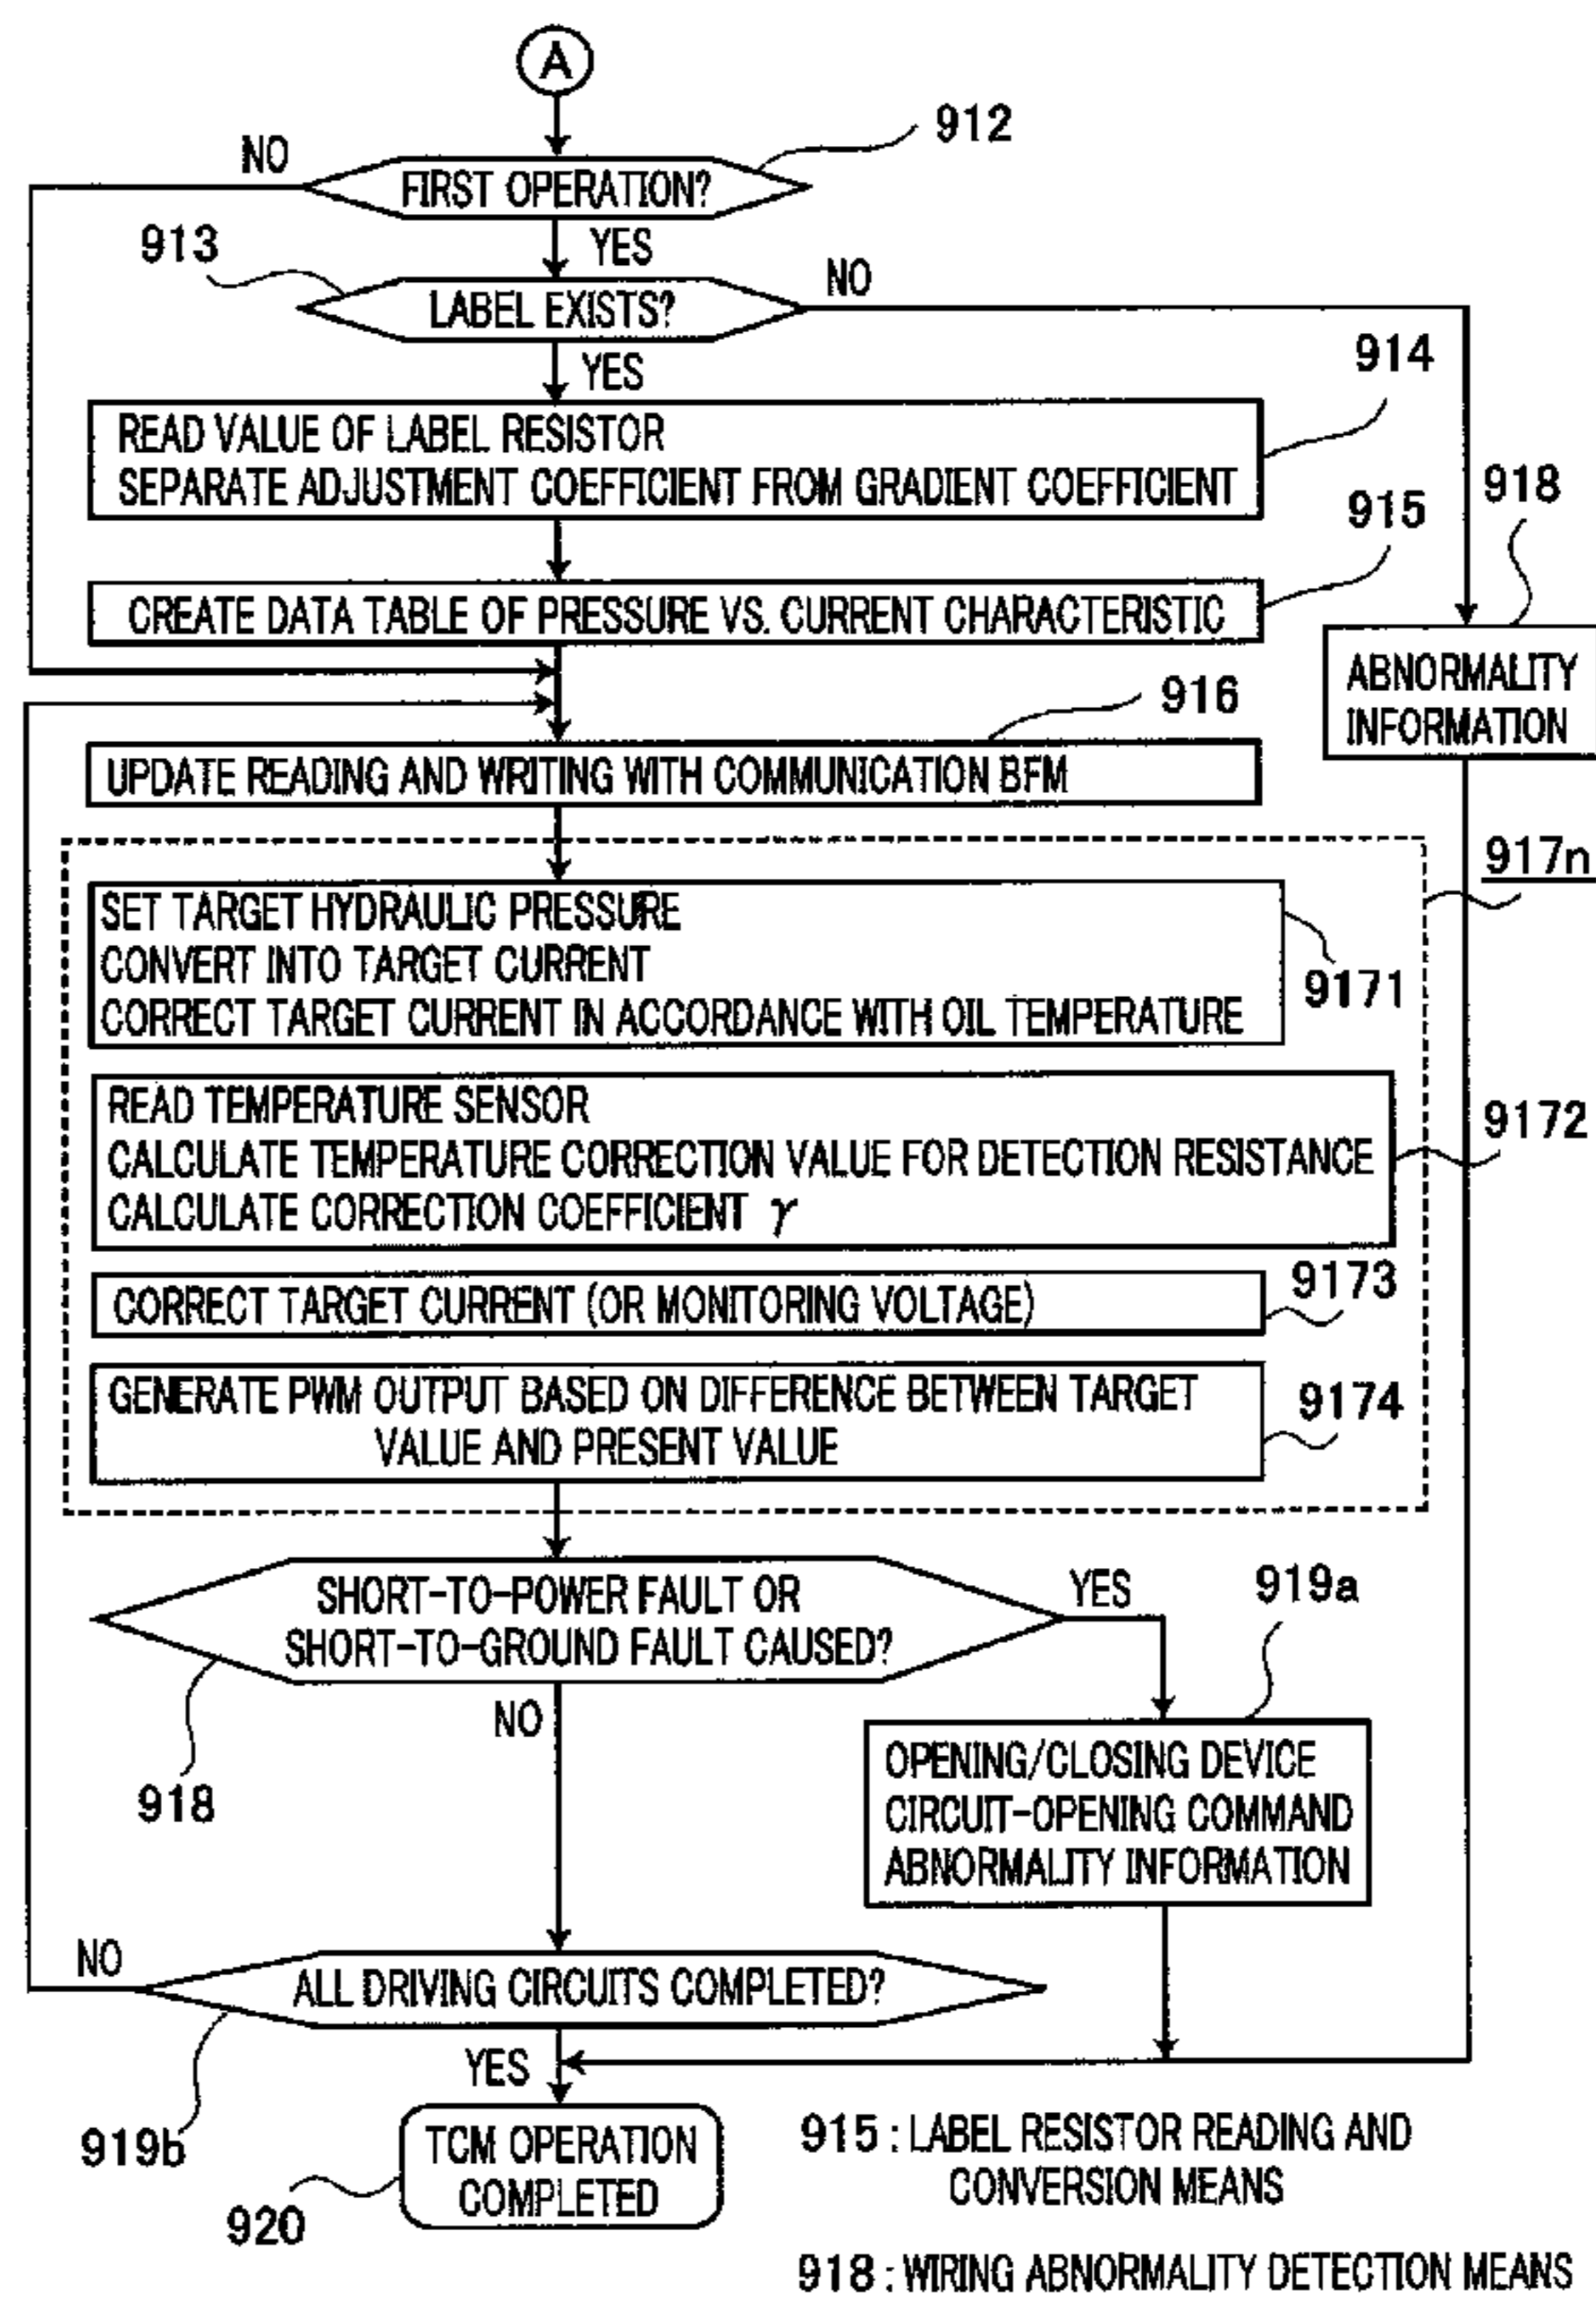 A
912
NO
FIRST OPERATION?
913
YES
NO
LABEL EXISTS?
YES
914
READ VALUE OF LABEL RESISTOR
SEPARATE ADJUSTMENT COEFFICIENT FROM GRADIENT COEFFICIENT
918
915
CREATE DATA TABLE OF PRESSURE VS. CURRENT CHARACTERISTIC
ABNORMALITY
INFORMATION
916
UPDATE READING AND WRITING WITH COMMUNICATION BFM
917n
SET TARGET HYDRAULIC PRESSURE
CONVERT INTO TARGET CURRENT
CORRECT TARGET CURRENT IN ACCORDANCE WITH OIL TEMPERATURE
9171
READ TEMPERATURE SENSOR
CALCULATE TEMPERATURE CORRECTION VALUE FOR DETECTION RESISTANCE
CALCULATE CORRECTION COEFFICIENT γ
9172
CORRECT TARGET CURRENT (OR MONITORING VOLTAGE)
9173
GENERATE PWM OUTPUT BASED ON DIFFERENCE BETWEEN TARGET
VALUE AND PRESENT VALUE
9174
SHORT-TO-POWER FAULT OR
SHORT-TO-GROUND FAULT CAUSED?
YES
919a
NO
918
OPENING/CLOSING DEVICE
CIRCUIT-OPENING COMMAND
ABNORMALITY INFORMATION
NO
ALL DRIVING CIRCUITS COMPLETED?
YES
919b
TCM OPERATION
COMPLETED
920
915 : LABEL RESISTOR READING AND
CONVERSION MEANS
918 : WIRING ABNORMALITY DETECTION MEANS